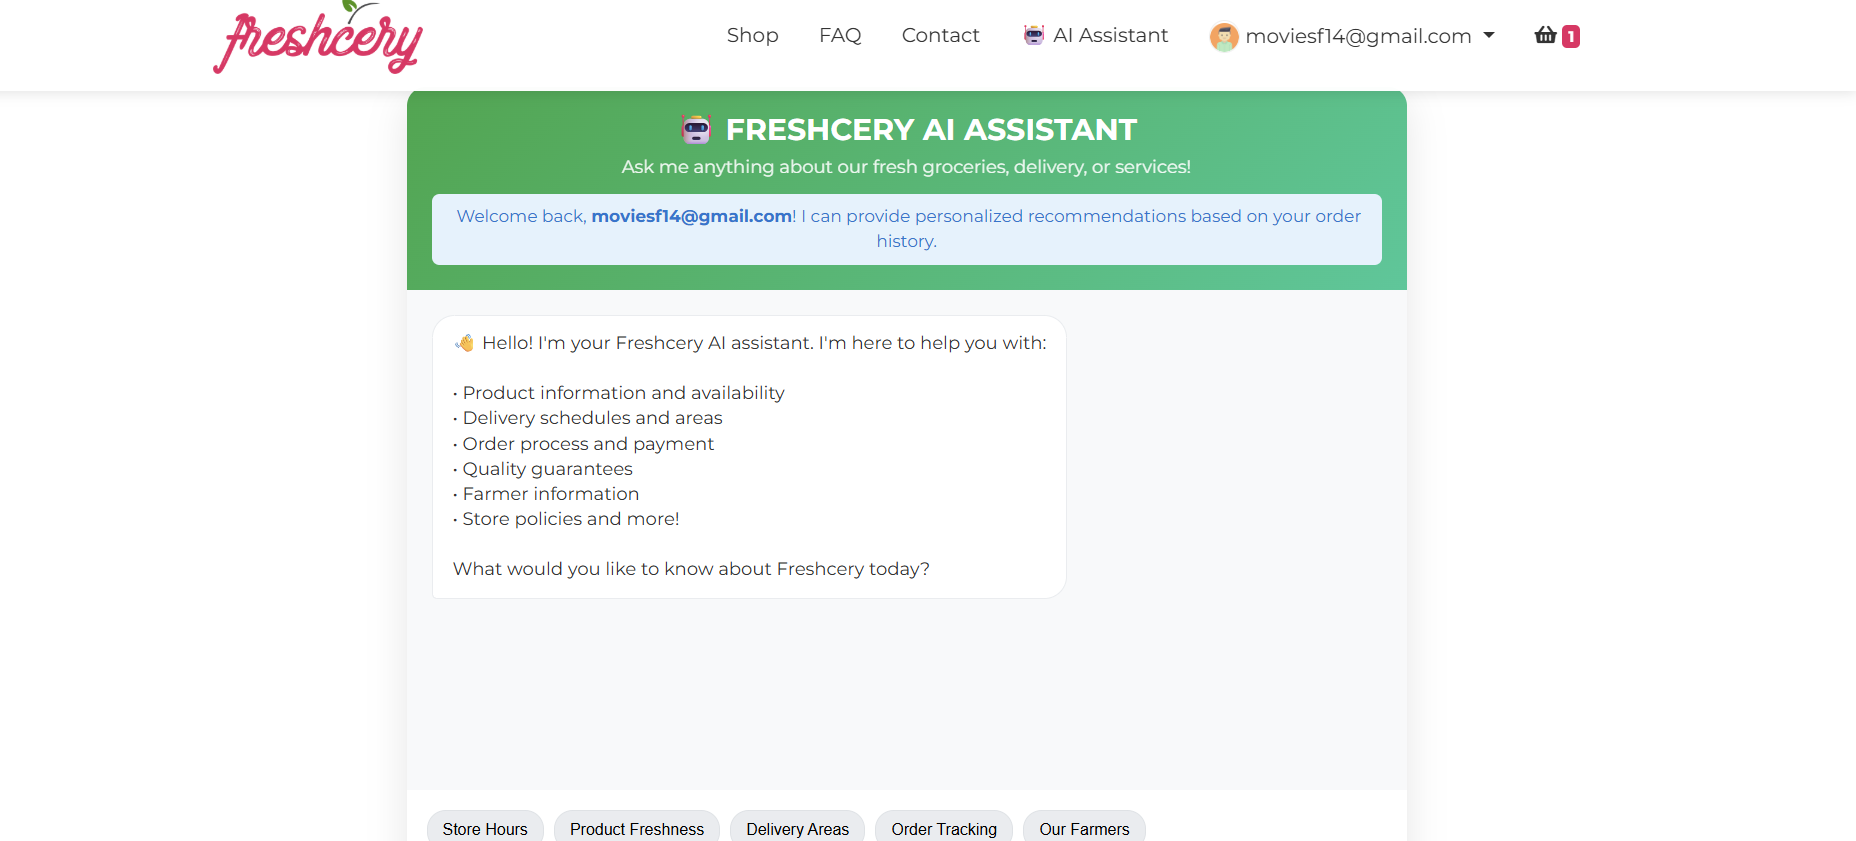 freshcery
Shop FAQ Contact AI Assistant moviesf14@gmail.com 1
FRESHCERY AI ASSISTANT
Ask me anything about our fresh groceries, delivery, or services!
Welcome back, moviesf14@gmail.com! I can provide personalized recommendations based on your order
history.
Hello! I'm your Freshcery AI assistant. I'm here to help you with:
• Product information and availability
• Delivery schedules and areas
• Order process and payment
• Quality guarantees
• Farmer information
• Store policies and more!
What would you like to know about Freshcery today?
Store Hours Product Freshness Delivery Areas Order Tracking Our Farmers